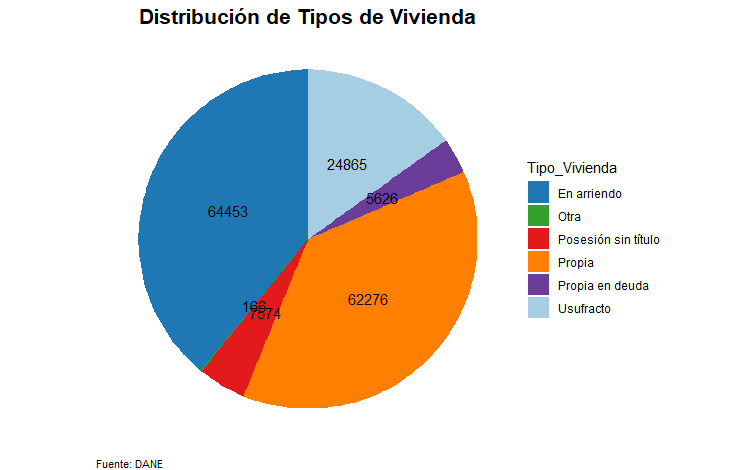 Distribución de Tipos de Vivienda
24865
5626
64453
62276
166
7574
Tipo_Vivienda
En arriendo
Otra
Posesión sin título
Propia
Propia en deuda
Usufracto
Fuente: DANE